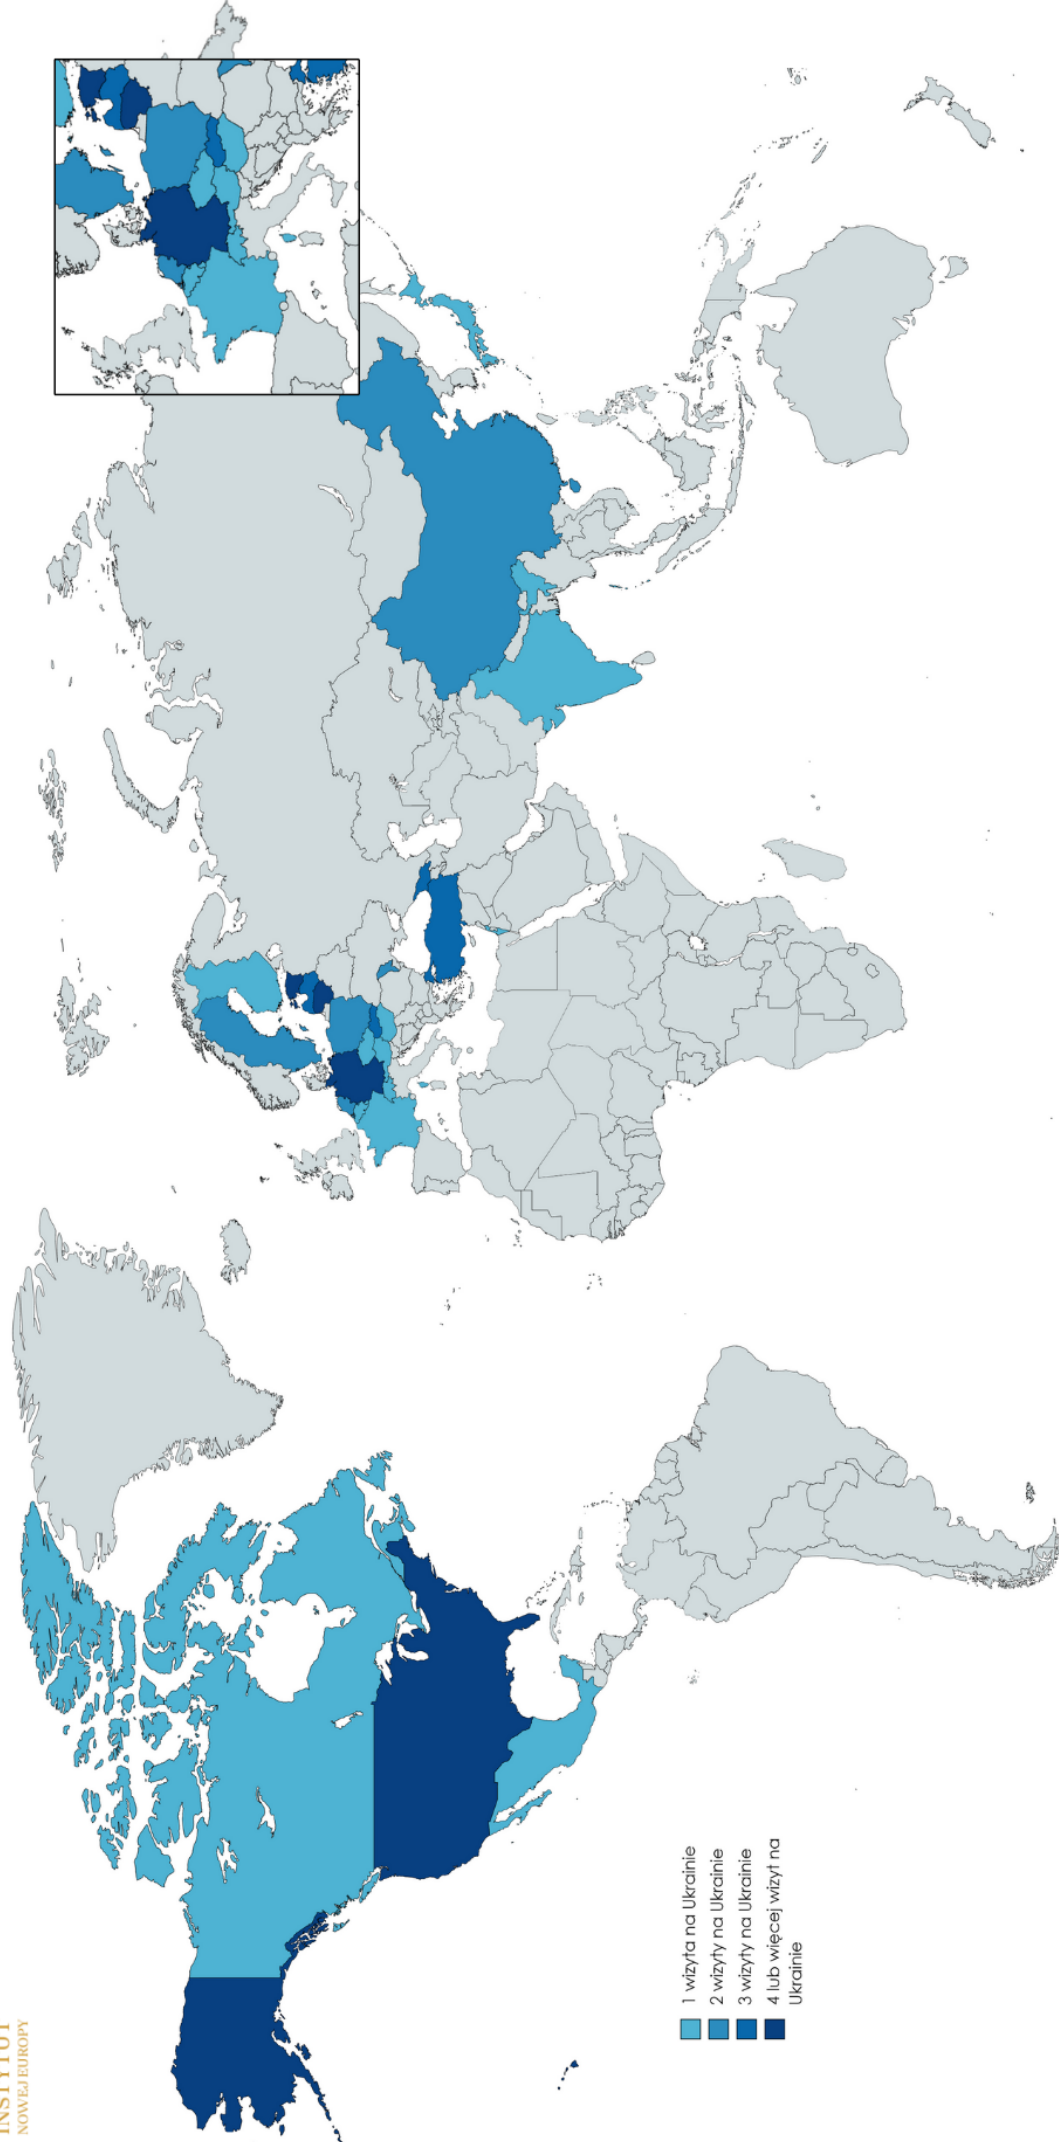 INSTYTUT
NOWEJ EUROPY
1 wizyta na Ukrainie
2 wizyty na Ukrainie
3 wizyty na Ukrainie
4 lub więcej wizyt na
Ukrainie